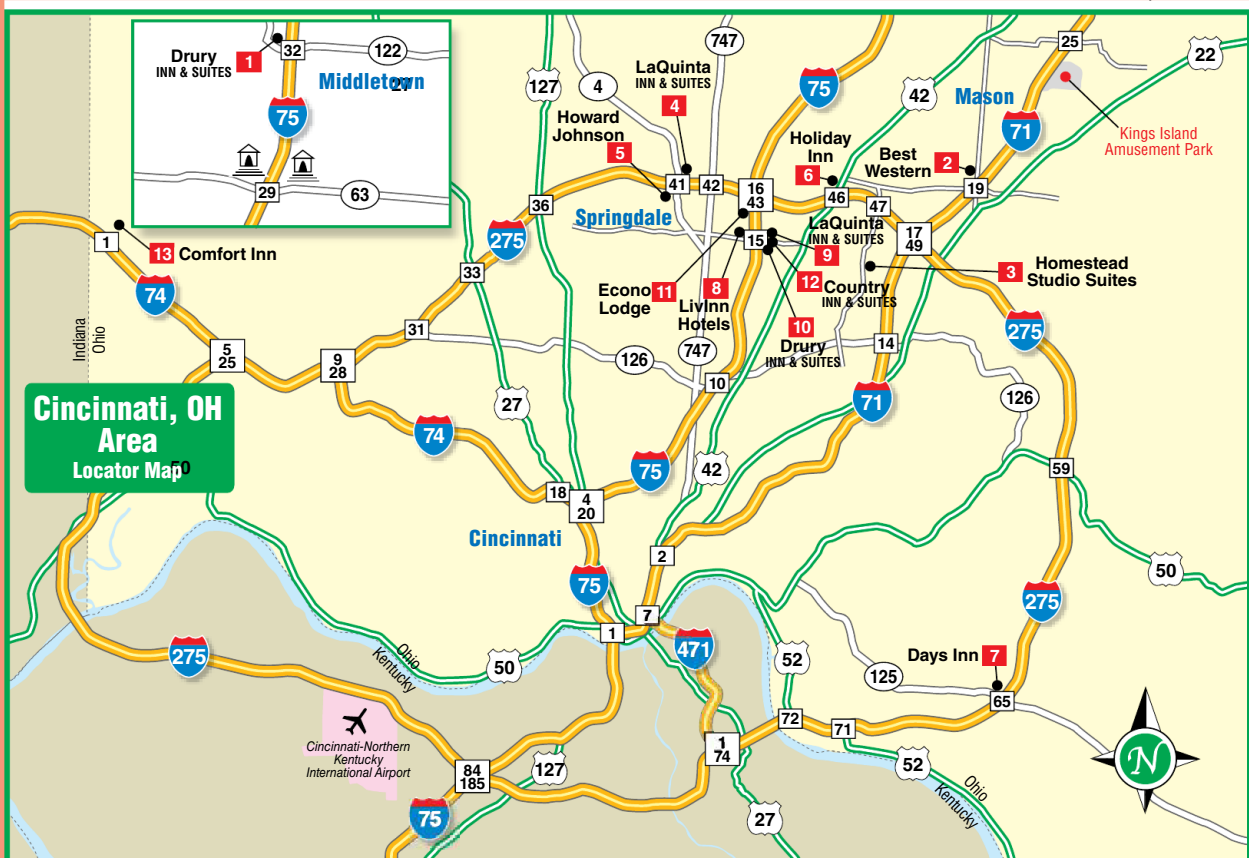 Drury
INN & SUITES
1
32
122
Middletown
27
75
29
63
127
4
747
LaQuinta
INN & SUITES
4
Howard
Johnson
5
75
42
Holiday
Inn
6
Best
Western
2
Mason
71
25
22
Kings Island
Amusement Park
36
41
42
16
43
46
47
19
Springdale
15
LaQuinta
INN & SUITES
9
17
49
12
Country
INN & SUITES
3
Homestead
Studio Suites
Econo
Lodge
11
8
LivInn
Hotels
10
Drury
INN & SUITES
1
13
Comfort Inn
74
275
33
31
5
25
9
28
126
747
10
14
275
Indiana
Ohio
Cincinnati, OH
Area
Locator Map
50
74
27
75
42
71
126
59
18
4
20
Cincinnati
2
75
50
275
7
1
471
275
Ohio
Kentucky
50
52
125
Days Inn
7
65
72
71
52
Ohio
Kentucky
Cincinnati-Northern
Kentucky
International Airport
1
74
84
185
127
75
27
N